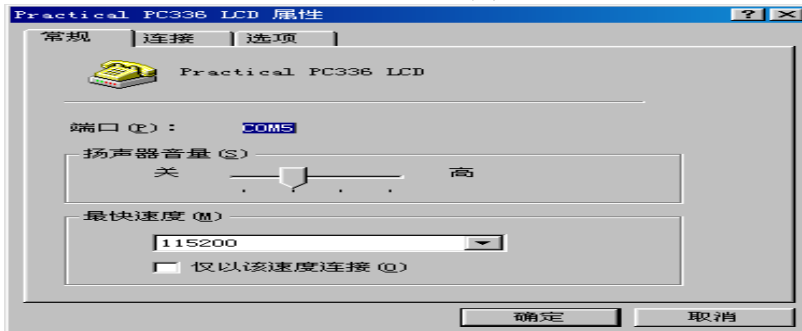 Practical PC336 LCD 属性
常规 连接 选项
Practical PC336 LCD
端口(P): COM5
扬声器音量(S)
关 高
最快速度(M)
115200
仅以该速度连接(O)
确定 取消